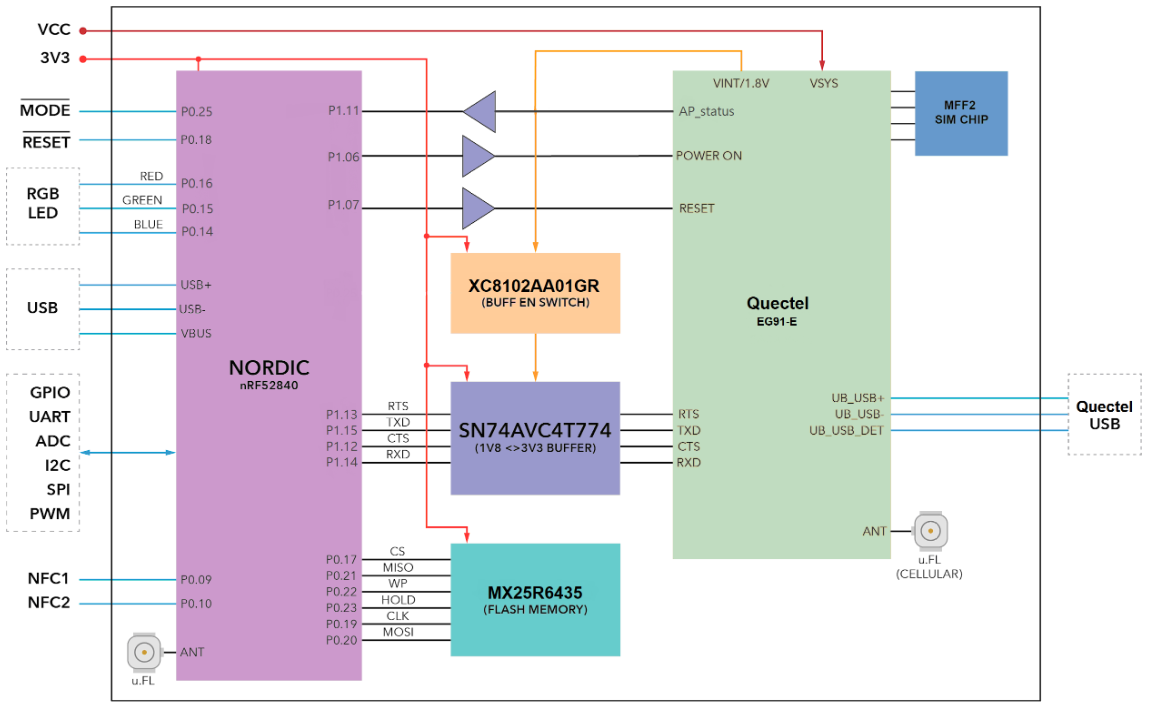 VCC
3V3
MODE
RESET
RGB
LED
RED
GREEN
BLUE
USB
GPIO
UART
ADC
I2C
SPI
PWM
NFC1
NFC2
u.FL
P0.25
P0.18
P0.16
P0.15
P0.14
USB+
USB-
VBUS
NORDIC
nRF52840
P0.09
P0.10
ANT
P1.11
P1.06
P1.07
P1.13
P1.15
P1.12
P1.14
P0.17
P0.21
P0.22
P0.23
P0.19
P0.20
RTS
TXD
CTS
RXD
CS
MISO
WP
HOLD
CLK
MOSI
XC8102AA01GR
(BUFF EN SWITCH)
SN74AVC4T774
(1V8 <>3V3 BUFFER)
MX25R6435
(FLASH MEMORY)
VINT/1.8V
VSYS
AP_status
POWER ON
RESET
Quectel
EG91-E
RTS
TXD
CTS
RXD
UB_USB+
UB_USB-
UB_USB_DET
ANT
MFF2
SIM CHIP
Quectel
USB
u.FL
(CELLULAR)